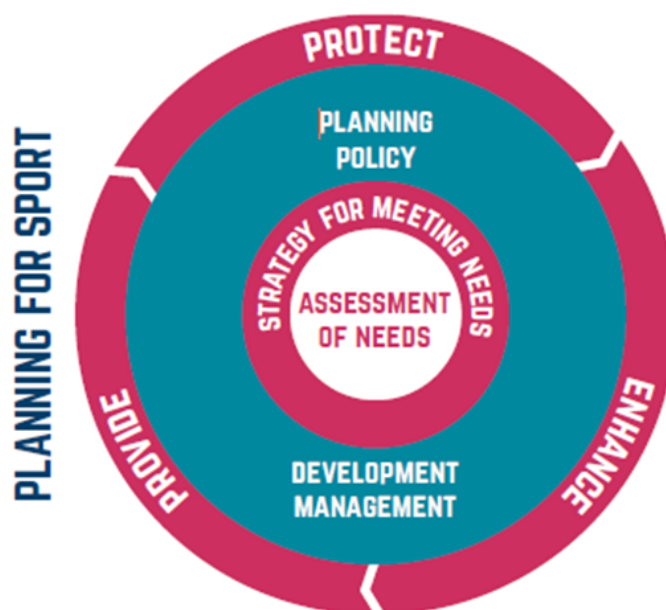 PLANNING FOR SPORT
PROTECT
PLANNING
POLICY
STRATEGY FOR MEETING NEEDS
ASSESSMENT
OF NEEDS
DEVELOPMENT
MANAGEMENT
PROVIDE
ENHANCE